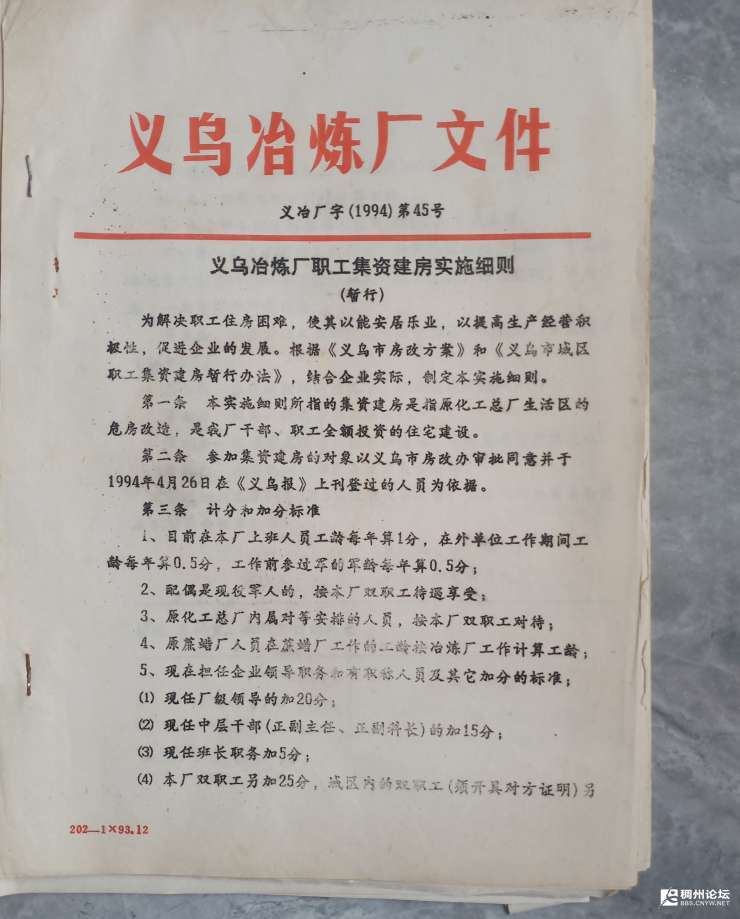 义乌冶炼厂文件
义冶厂字(1994)第45号
义乌冶炼厂职工集资建房实施细则
(暂行)
为解决职工住房困难，使其以能安居乐业，以提高生产经营积
极性，促进企业的发展。根据《义乌市房改方案》和《义乌市城区
职工集资建房暂行办法》，结合企业实际，制定本实施细则。
第一条 本实施细则所指的集资建房是指原化工总厂生活区的
危房改造，是我厂干部、职工全额投资的住宅建设。
第二条 参加集资建房的对象以义乌市房改办审批同意并于
1994年4月26日在《义乌报》上刊登过的人员为依据。
第三条 计分和加分标准
1、目前在本厂上班人员工龄每年算1分，在外单位工作期间工
龄每年算0.5分，工作前参过军的军龄每年算0.5分；
2、配偶是现役军人的，按本厂双职工待遇享受；
3、原化工总厂内属对等安排的人员，按本厂双职工对待；
4、原蔗蜡厂人员在蔗蜡厂工作的工龄按冶炼厂工作计算工龄；
5、现在担任企业领导职务和有职称人员及其它加分的标准；
⑴ 现任厂级领导的加20分；
⑵ 现任中层干部(正副主任、正副科长)的加15分；
⑶ 现任班长职务加5分；
⑷ 本厂双职工另加25分，城区内的双职工(须开具对方证明)另
202—1×93.12
稠州论坛
BBS.CNYW.NET